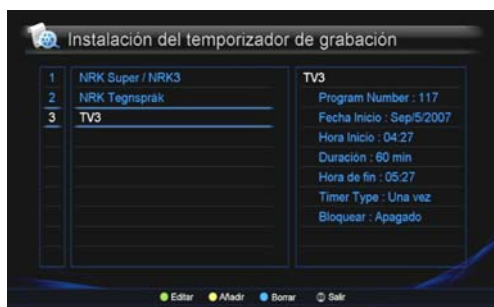 Instalación del temporizador de grabación
1 NRK Super / NRK3
2 NRK Tegnspråk
3 TV3
TV3
Program Number : 117
Fecha Inicio : Sep/5/2007
Hora Inicio : 04:27
Duración : 60 min
Hora de fin : 05:27
Timer Type : Una vez
Bloquear : Apagado
Editar Añadir Borrar Salir